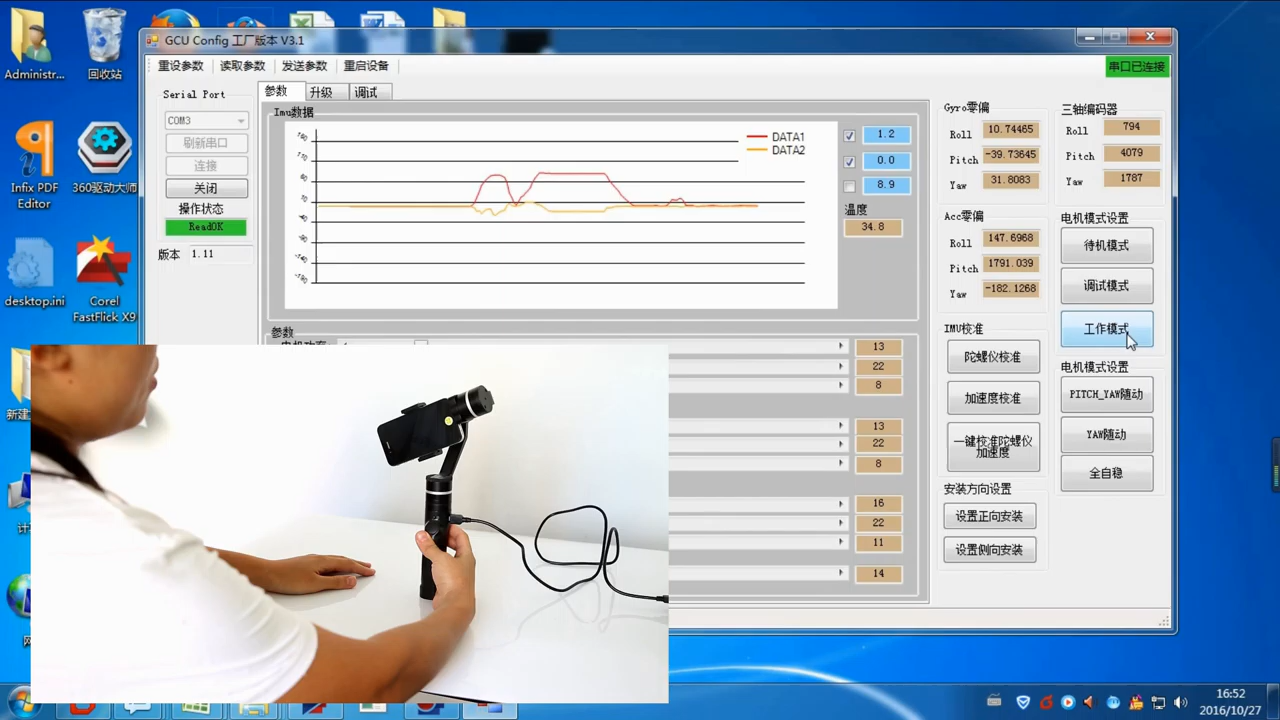 Administr...
回收站
Infix PDF
Editor
360驱动大师
desktop.ini
Corel
FastFlick X9
新建
计
网
GCU Config 工厂版本 V3.1
重设参数 读取参数 发送参数 重启设备
串口已连接
Serial Port
COM3
刷新串口
连接
关闭
操作状态
ReadOK
版本 1.11
参数 升级 调试
Imu数据
DATA1
DATA2
1.2
0.0
8.9
温度
34.8
参数
电机功率
13
22
8
13
22
8
16
22
11
14
Gyro零偏
Roll 10.74465
Pitch -39.73645
Yaw 31.8083
Acc零偏
Roll 147.6968
Pitch 1791.039
Yaw -182.1268
IMU校准
陀螺仪校准
加速度校准
一键校准陀螺仪
加速度
安装方向设置
设置正向安装
设置侧向安装
三轴编码器
Roll 794
Pitch 4079
Yaw 1787
电机模式设置
待机模式
调试模式
工作模式
电机模式设置
PITCH_YAW随动
YAW随动
全自稳
16:52
2016/10/27